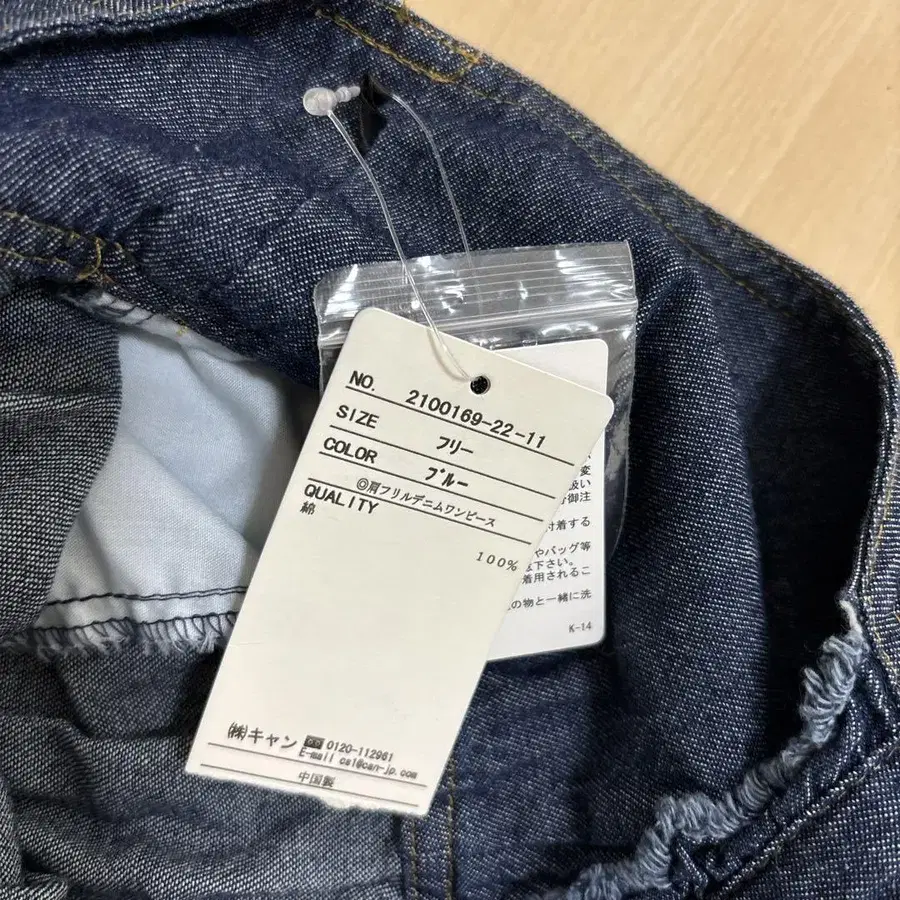 NO. 2100169-22-11
SIZE フリー
COLOR ブルー
◎肩フリルデニムワンピース
QUALITY
綿
100%
㈱キャン ☎ 0120-112961
E-mail cs1@can-jp.com
中国製
変
扱い
御注
付着する
やバッグ等
下さい。
着用されるこ
の物と一緒に洗
K-14